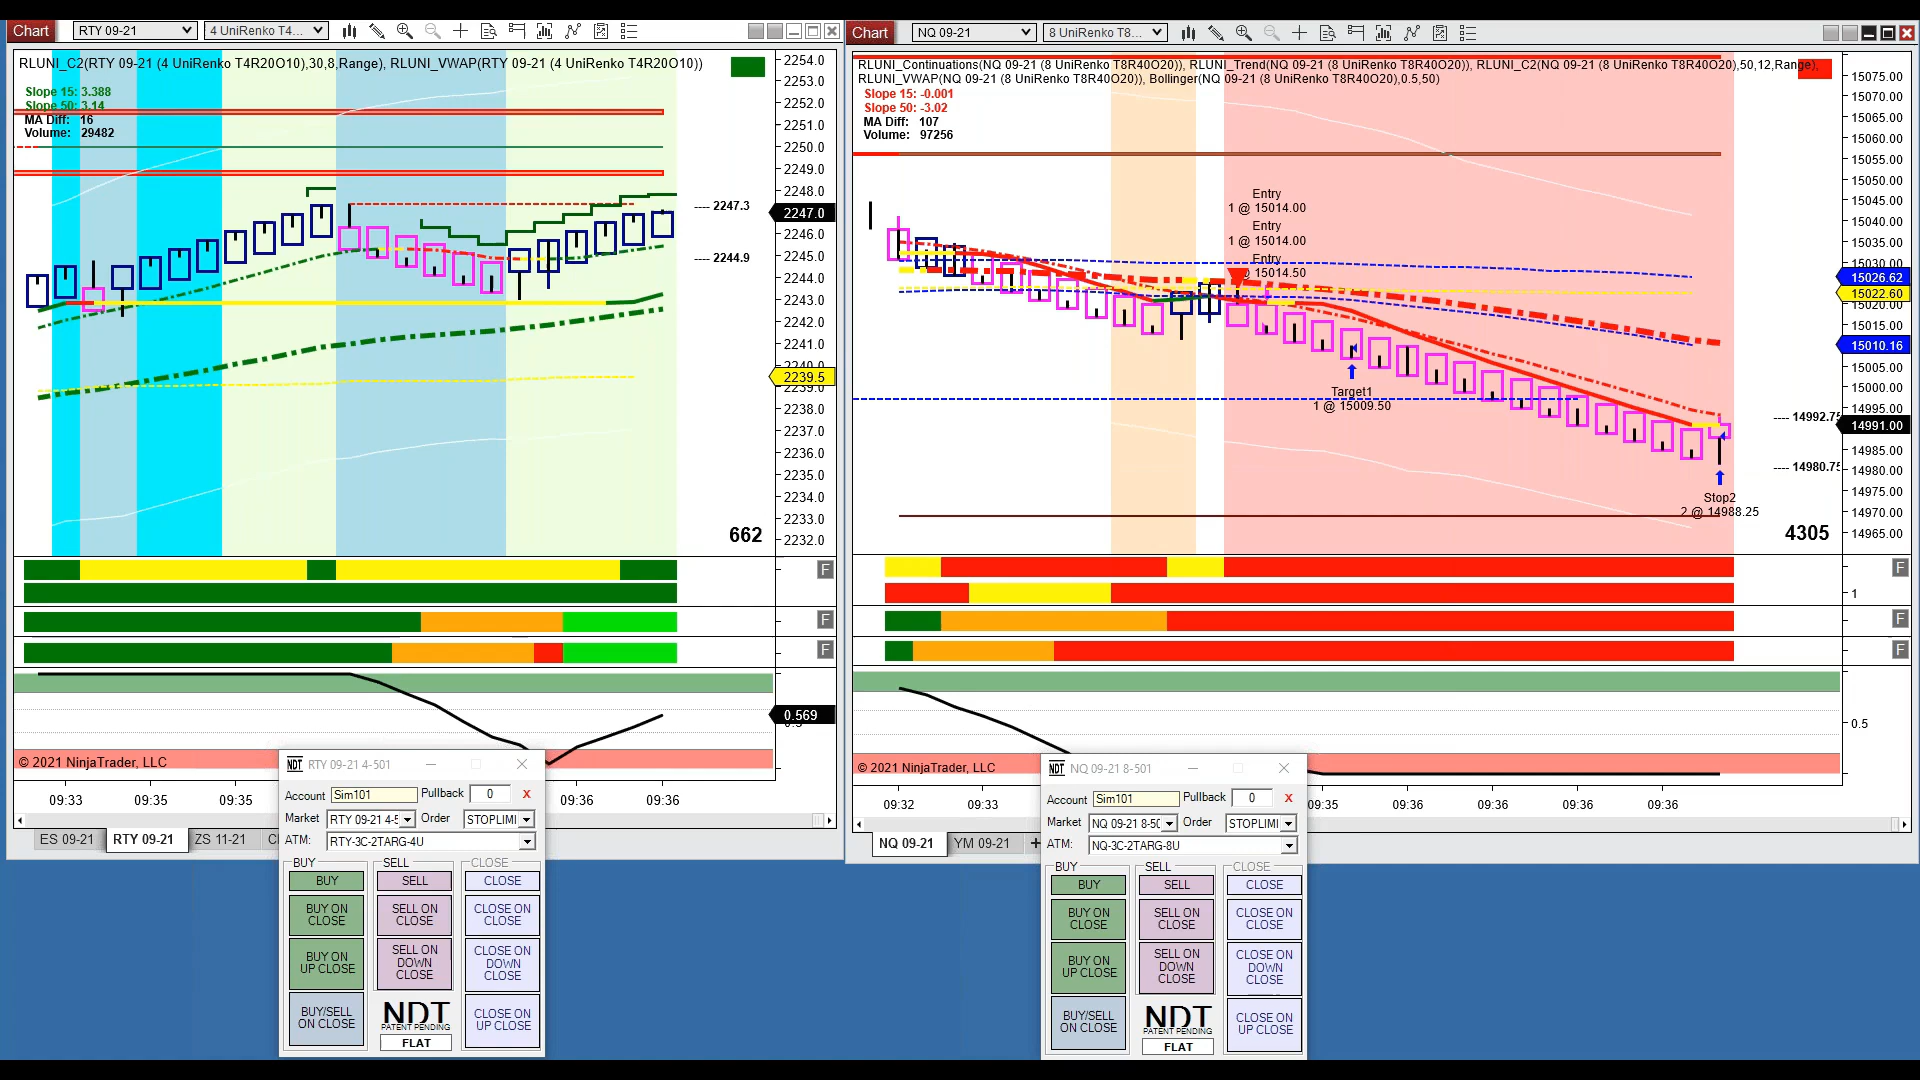 Chart
RTY 09-21
4 UniRenko T4...
RLUNI_C2(RTY 09-21 (4 UniRenko T4R20O10),30,8,Range), RLUNI_VWAP(RTY 09-21 (4 UniRenko T4R20O10))
Slope 15: 3.388
Slope 50: 3.14
MA Diff: 16
Volume: 29482
2254.0
2253.0
2252.0
2251.0
2250.0
2249.0
2248.0
---- 2247.3
2247.0
2246.0
2245.0
---- 2244.9
2244.0
2243.0
2242.0
2241.0
2240.0
2239.5
2239.0
2238.0
2237.0
2236.0
2235.0
2234.0
2233.0
2232.0
662
F
F
F
0.569
© 2021 NinjaTrader, LLC
09:33
09:35
09:35
09:36
09:36
ES 09-21
RTY 09-21
ZS 11-21
NDT RTY 09-21 4-501
Account Sim101 Pullback 0 X
Market RTY 09-21 4-5 Order STOPLIMI
ATM: RTY-3C-2TARG-4U
BUY SELL CLOSE
BUY SELL CLOSE
BUY ON CLOSE
SELL ON CLOSE
CLOSE ON CLOSE
BUY ON UP CLOSE
SELL ON DOWN CLOSE
CLOSE ON DOWN CLOSE
BUY/SELL ON CLOSE
NDT
PATENT PENDING
FLAT
CLOSE ON UP CLOSE
Chart
NQ 09-21
8 UniRenko T8...
RLUNI_Continuations(NQ 09-21 (8 UniRenko T8R40O20)), RLUNI_Trend(NQ 09-21 (8 UniRenko T8R40O20)), RLUNI_C2(NQ 09-21 (8 UniRenko T8R40O20),50,12,Range),
RLUNI_VWAP(NQ 09-21 (8 UniRenko T8R40O20)), Bollinger(NQ 09-21 (8 UniRenko T8R40O20),0.5,50)
Slope 15: -0.001
Slope 50: -3.02
MA Diff: 107
Volume: 97256
Entry
1 @ 15014.00
Entry
1 @ 15014.00
Entry
@ 15014.50
Target1
1 @ 15009.50
Stop2
2 @ 14988.25
15075.00
15070.00
15065.00
15060.00
15055.00
15050.00
15045.00
15040.00
15035.00
15030.00
15026.62
15022.60
15020.00
15015.00
15010.16
15005.00
15000.00
14995.00
---- 14992.75
14991.00
14985.00
14980.00
---- 14980.75
14975.00
14970.00
14965.00
4305
F
1
F
F
0.5
© 2021 NinjaTrader, LLC
09:32
09:33
09:35
09:36
09:36
09:36
09:36
NQ 09-21
YM 09-21
+
NDT NQ 09-21 8-501
Account Sim101 Pullback 0 X
Market NQ 09-21 8-50 Order STOPLIMI
ATM: NQ-3C-2TARG-8U
BUY SELL CLOSE
BUY SELL CLOSE
BUY ON CLOSE
SELL ON CLOSE
CLOSE ON CLOSE
BUY ON UP CLOSE
SELL ON DOWN CLOSE
CLOSE ON DOWN CLOSE
BUY/SELL ON CLOSE
NDT
PATENT PENDING
FLAT
CLOSE ON UP CLOSE